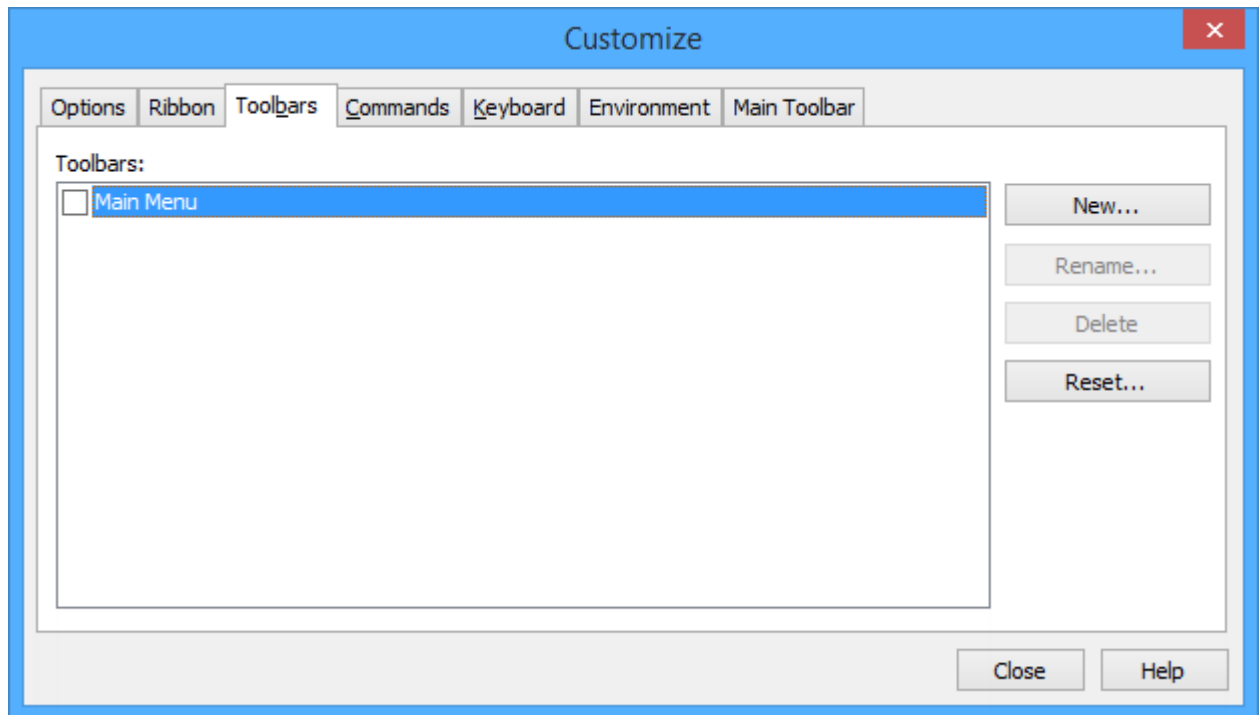 Customize
Options Ribbon Toolbars Commands Keyboard Environment Main Toolbar
Toolbars:
Main Menu
New...
Rename...
Delete
Reset...
Close Help